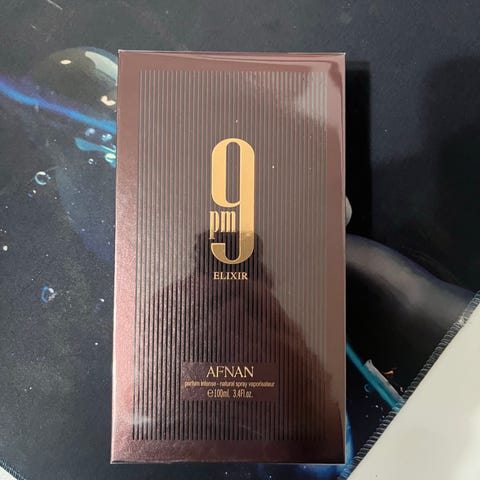 9
pm
ELIXIR
AFNAN
parfum intense - natural spray vaporisateur
℮100ml. 3.4Fl.oz.